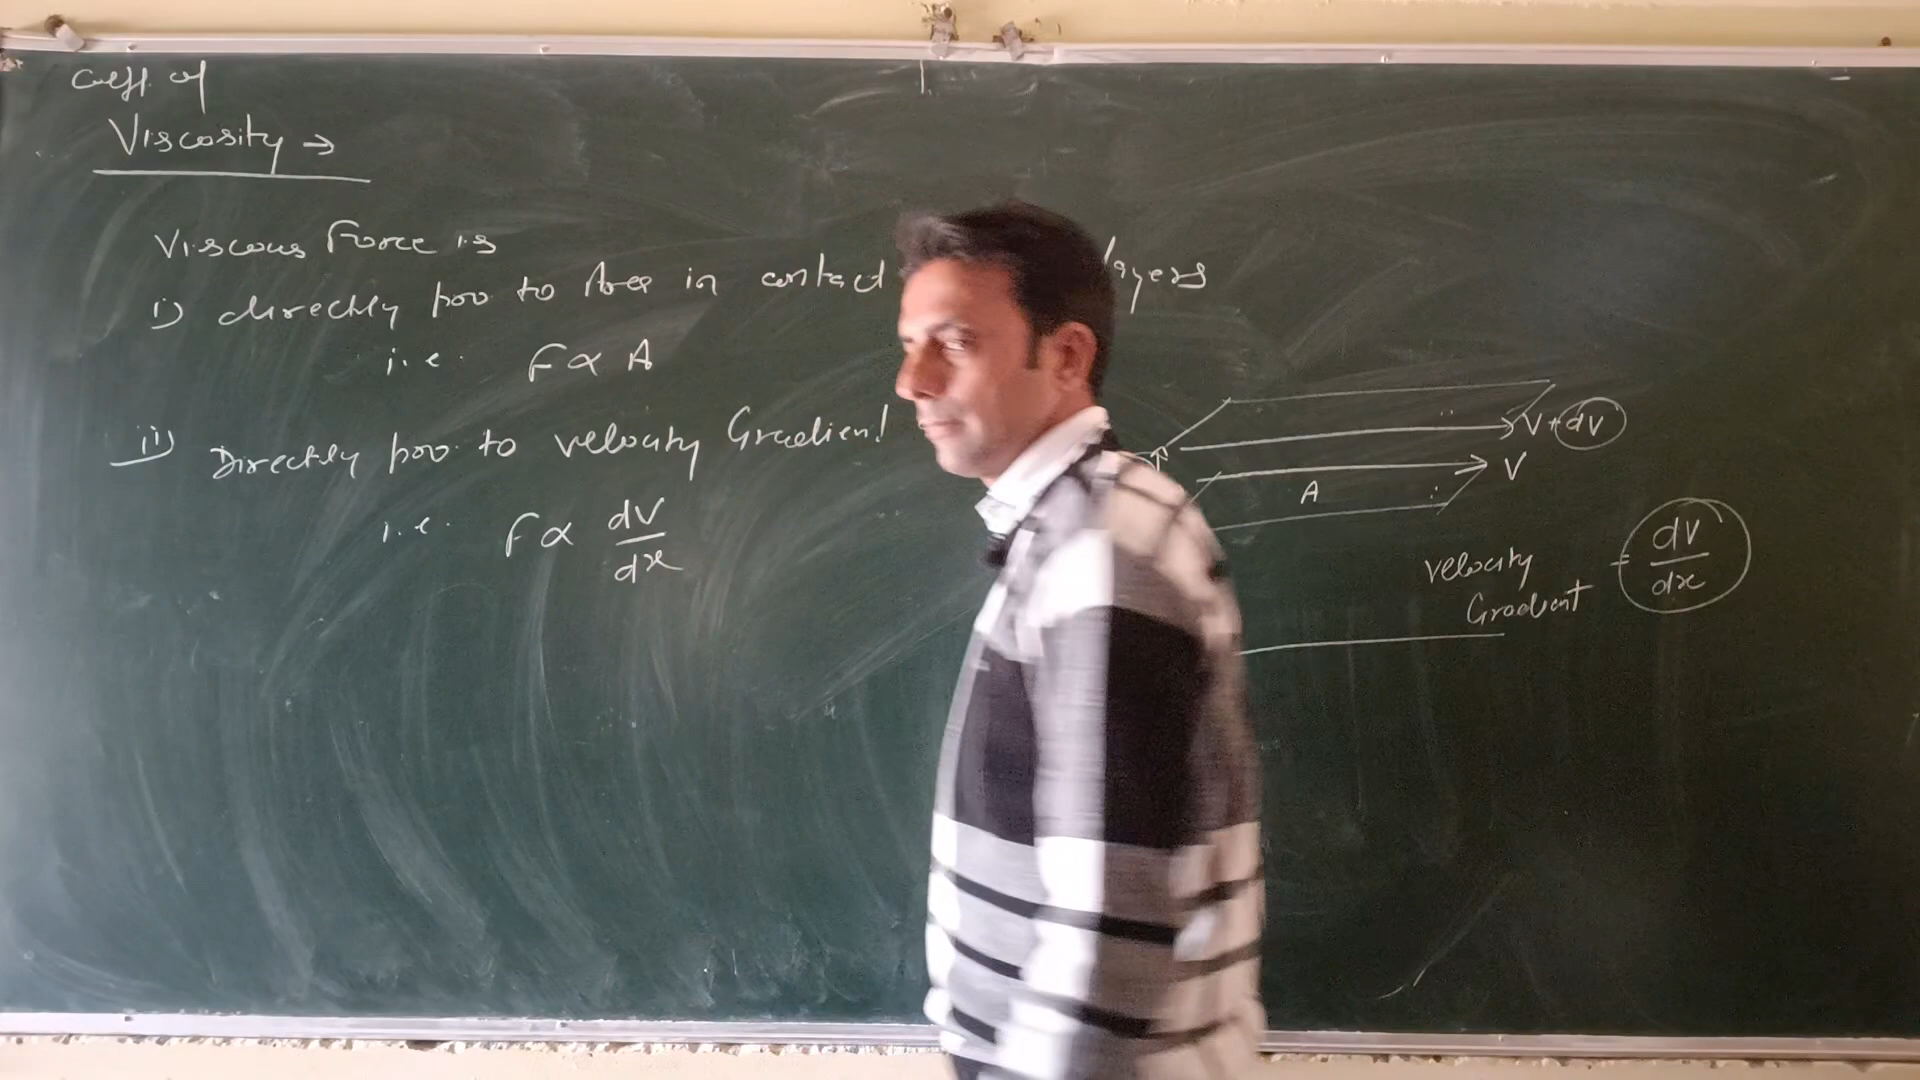 Coeff. of
Viscosity →
Viscous Force is
i) directly pro to Area in contact layers
i.e. F ∝ A
ii) Directly pro. to velocity Gradient
i.e. F ∝ dV/dx
V+dV
V
A
velocity
Gradient = dV/dx